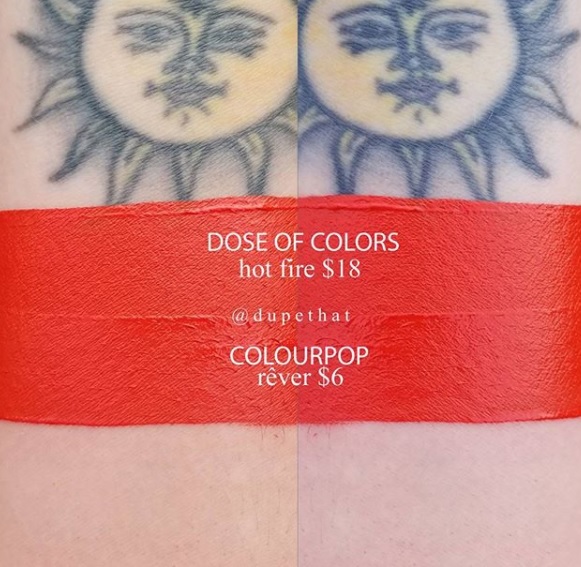 DOSE OF COLORS
hot fire $18
@dupethat
COLOURPOP
rêver $6